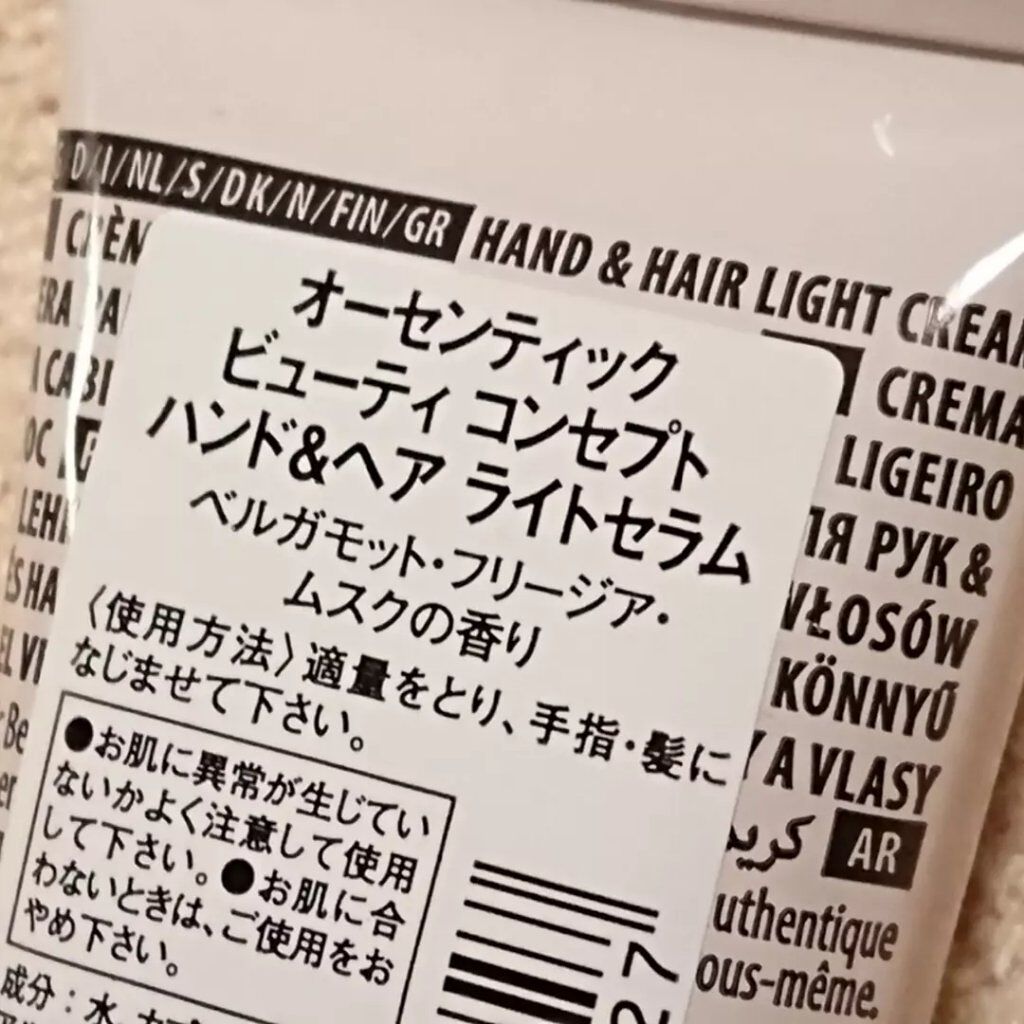 D/I/NL/S/DK/N/FIN/GR HAND & HAIR LIGHT
CREMA
LIGEIRO
РУК &
WŁOSÓW
KÖNNYŰ
A VLASY
AR
オーセンティック
ビューティ コンセプト
ハンド&ヘア ライトセラム
ベルガモット・フリージア・
ムスクの香り
〈使用方法〉適量をとり、手指・髪に
なじませて下さい。
●お肌に異常が生じてい
ないかよく注意して使用
して下さい。●お肌に合
わないときは、ご使用をお
やめ下さい。
成分:水、
27
uthentique
ous-même.